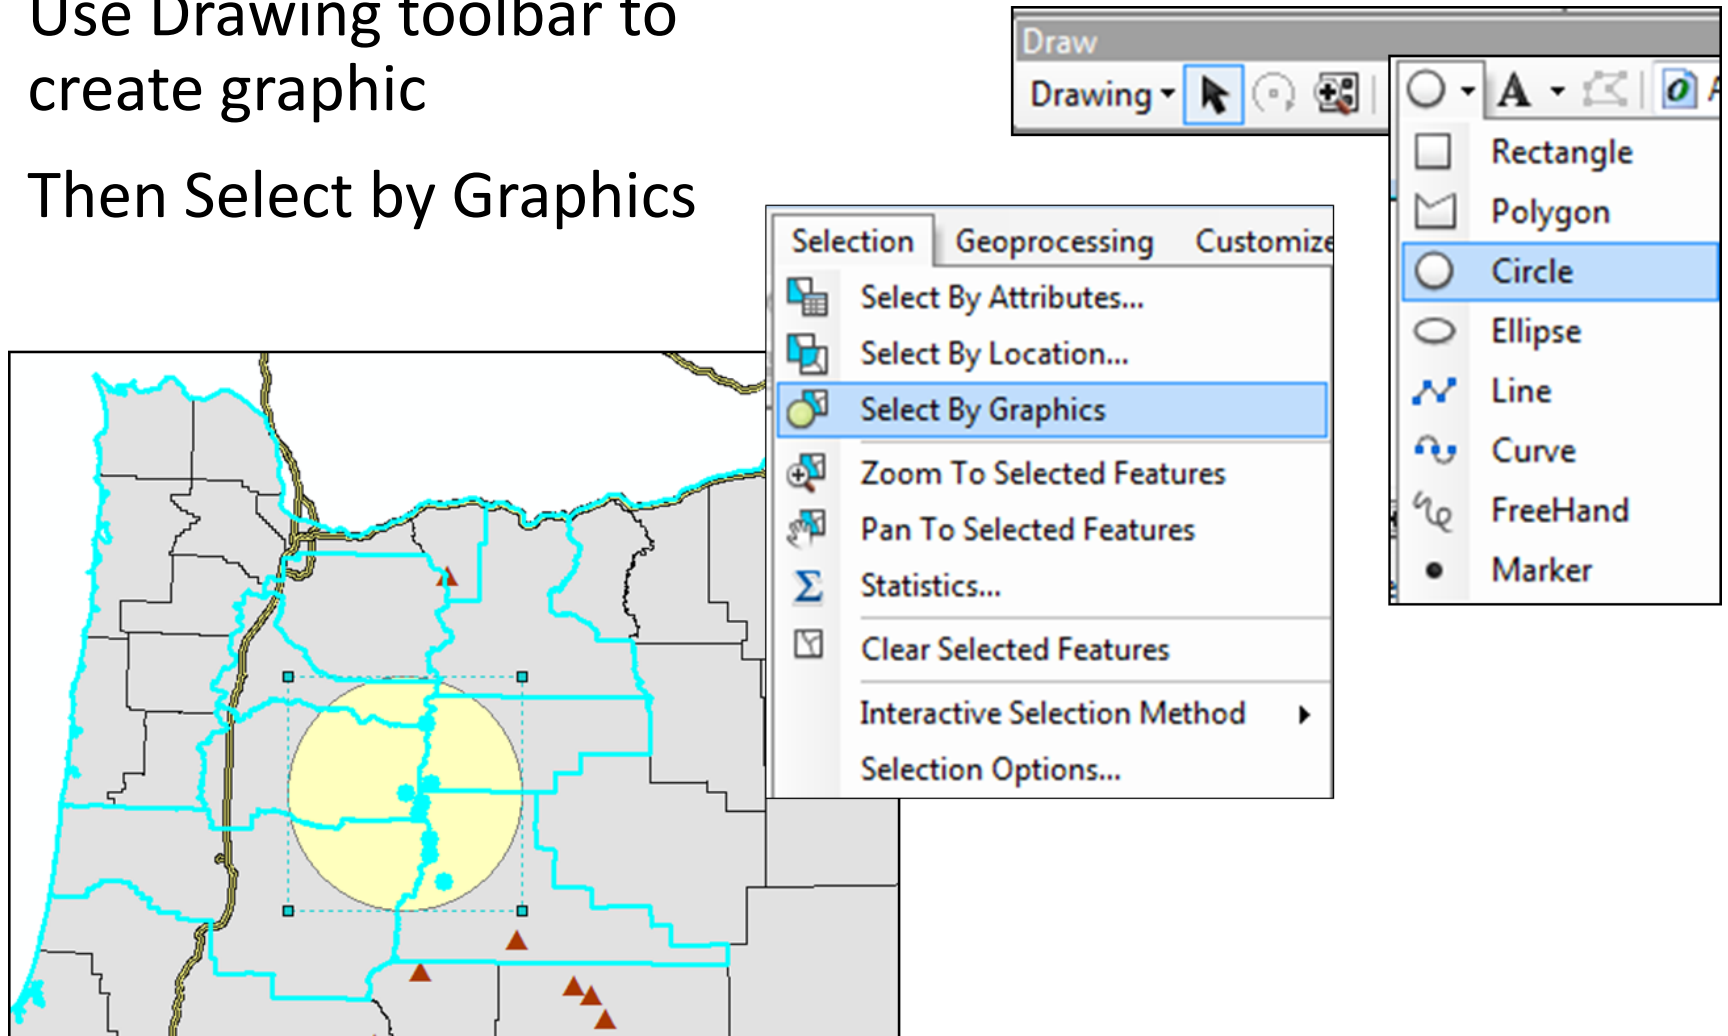 Use Drawing toolbar to
create graphic
Then Select by Graphics
Draw
Drawing
A
Rectangle
Polygon
Circle
Ellipse
Line
Curve
FreeHand
Marker
Selection Geoprocessing Customize
Select By Attributes...
Select By Location...
Select By Graphics
Zoom To Selected Features
Pan To Selected Features
Statistics...
Clear Selected Features
Interactive Selection Method
Selection Options...